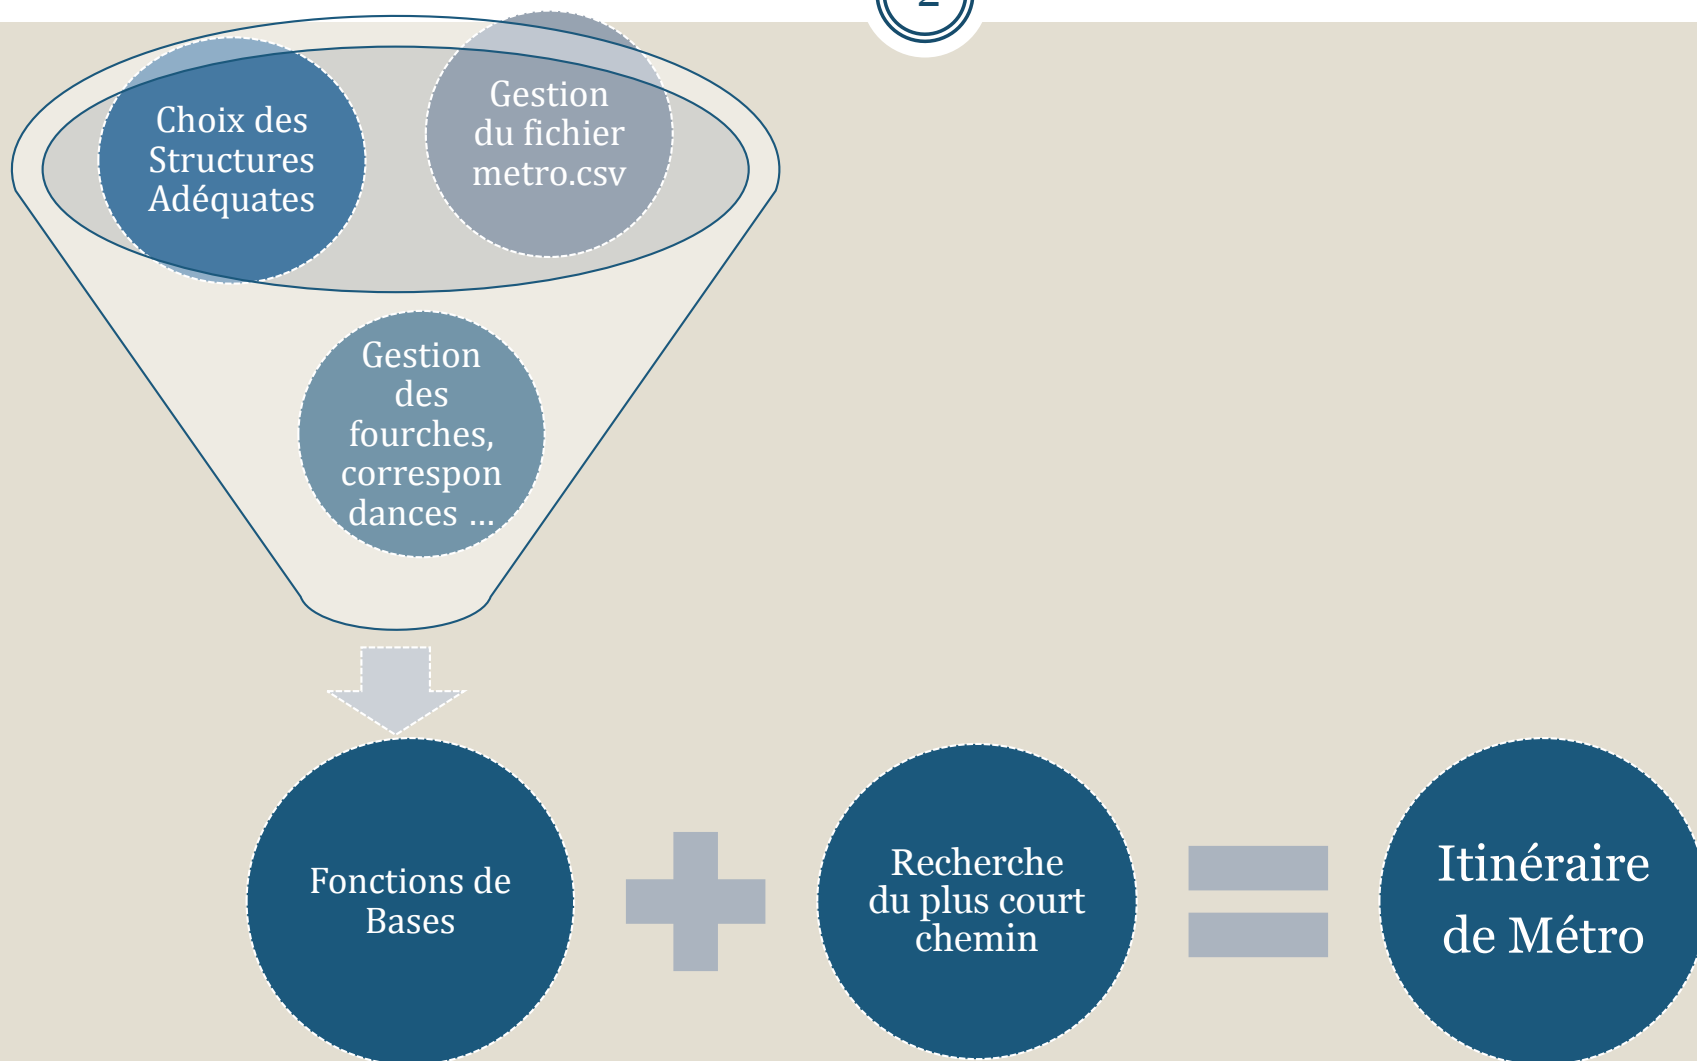 2
Choix des
Structures
Adéquates
Gestion
du fichier
metro.csv
Gestion
des
fourches,
correspon
dances ...
Fonctions de
Bases
Recherche
du plus court
chemin
Itinéraire
de Métro